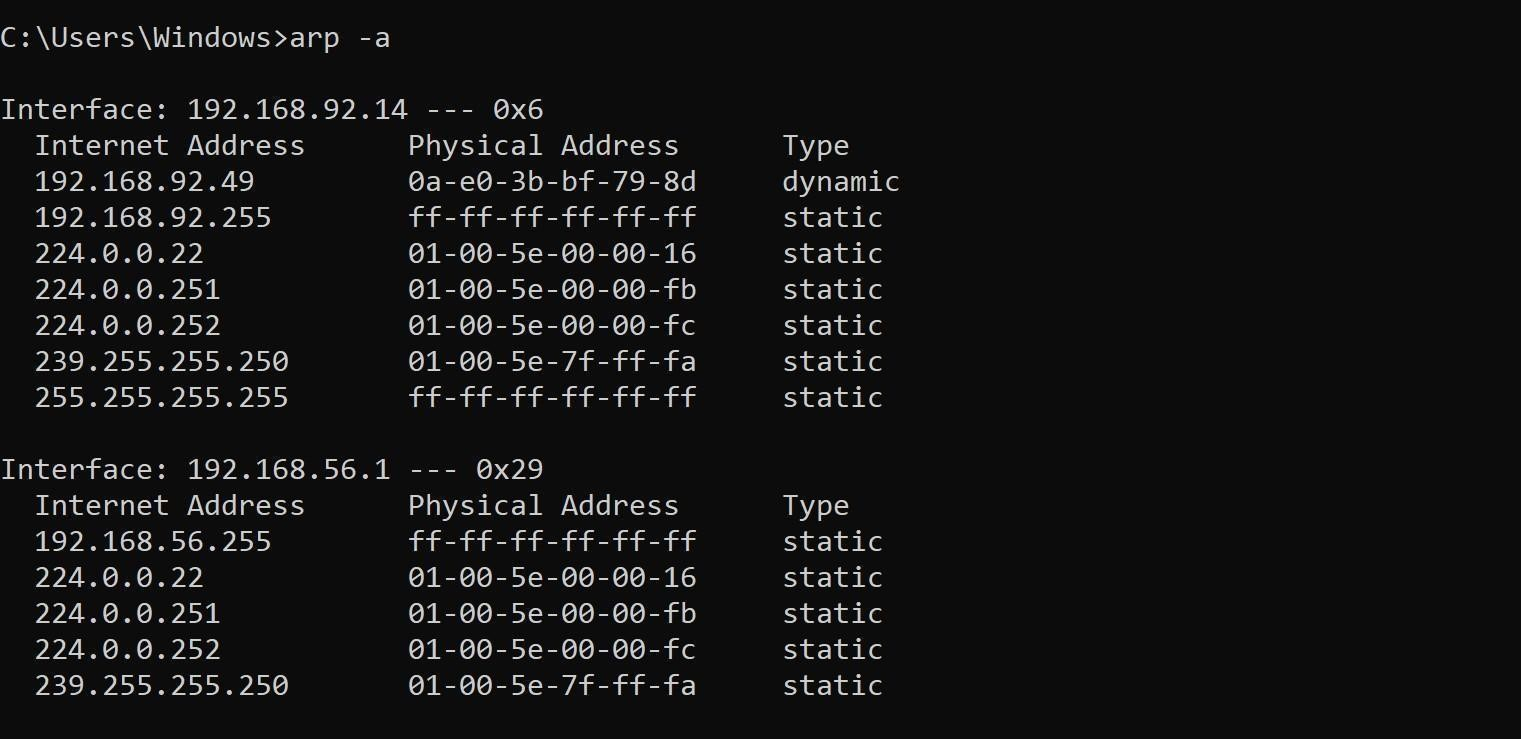 C:\Users\Windows>arp -a
Interface: 192.168.92.14 --- 0x6
Internet Address Physical Address Type
192.168.92.49 0a-e0-3b-bf-79-8d dynamic
192.168.92.255 ff-ff-ff-ff-ff-ff static
224.0.0.22 01-00-5e-00-00-16 static
224.0.0.251 01-00-5e-00-00-fb static
224.0.0.252 01-00-5e-00-00-fc static
239.255.255.250 01-00-5e-7f-ff-fa static
255.255.255.255 ff-ff-ff-ff-ff-ff static
Interface: 192.168.56.1 --- 0x29
Internet Address Physical Address Type
192.168.56.255 ff-ff-ff-ff-ff-ff static
224.0.0.22 01-00-5e-00-00-16 static
224.0.0.251 01-00-5e-00-00-fb static
224.0.0.252 01-00-5e-00-00-fc static
239.255.255.250 01-00-5e-7f-ff-fa static